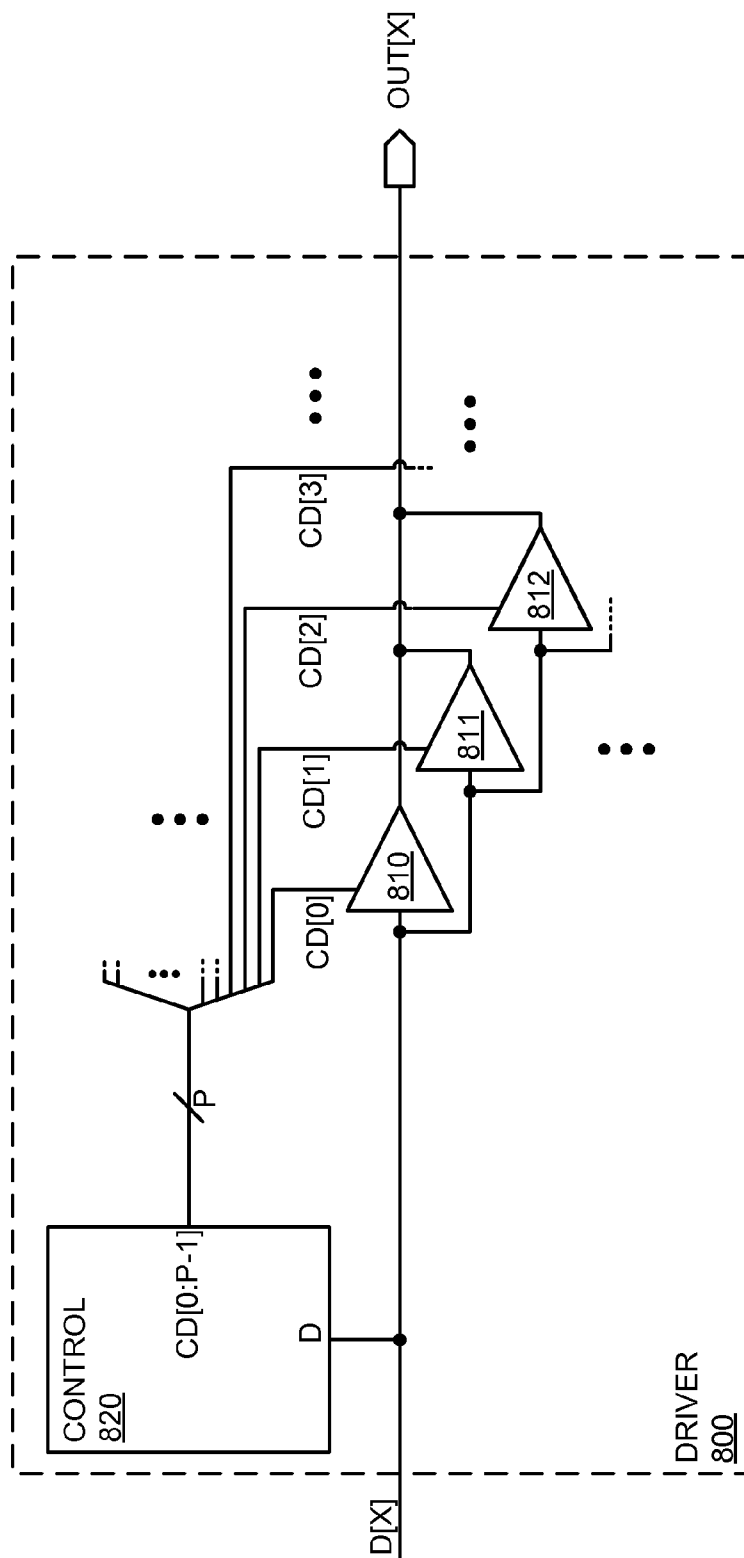 CONTROL
820
CD[0:P-1]
D
P
CD[0]
CD[1]
CD[2]
CD[3]
810
811
812
D[X]
OUT[X]
DRIVER
800